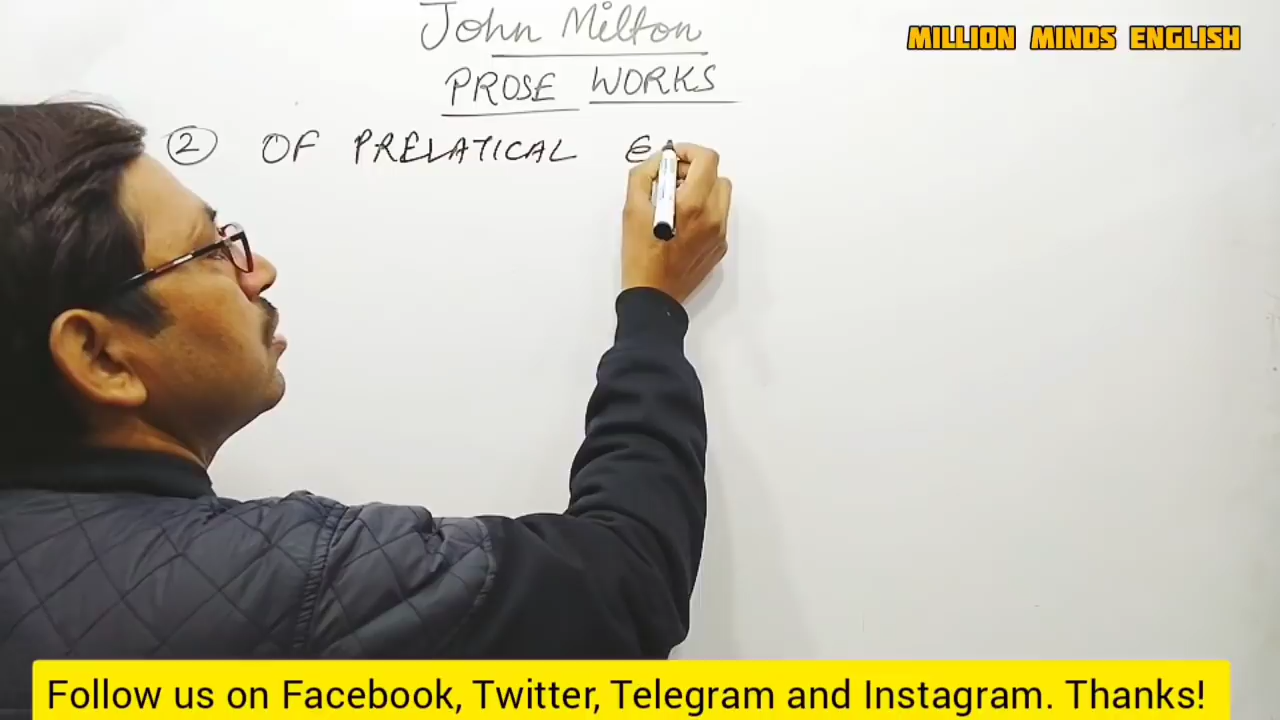 John Milton
MILLION MINDS ENGLISH
PROSE WORKS
2 OF PRELATICAL E
Follow us on Facebook, Twitter, Telegram and Instagram. Thanks!